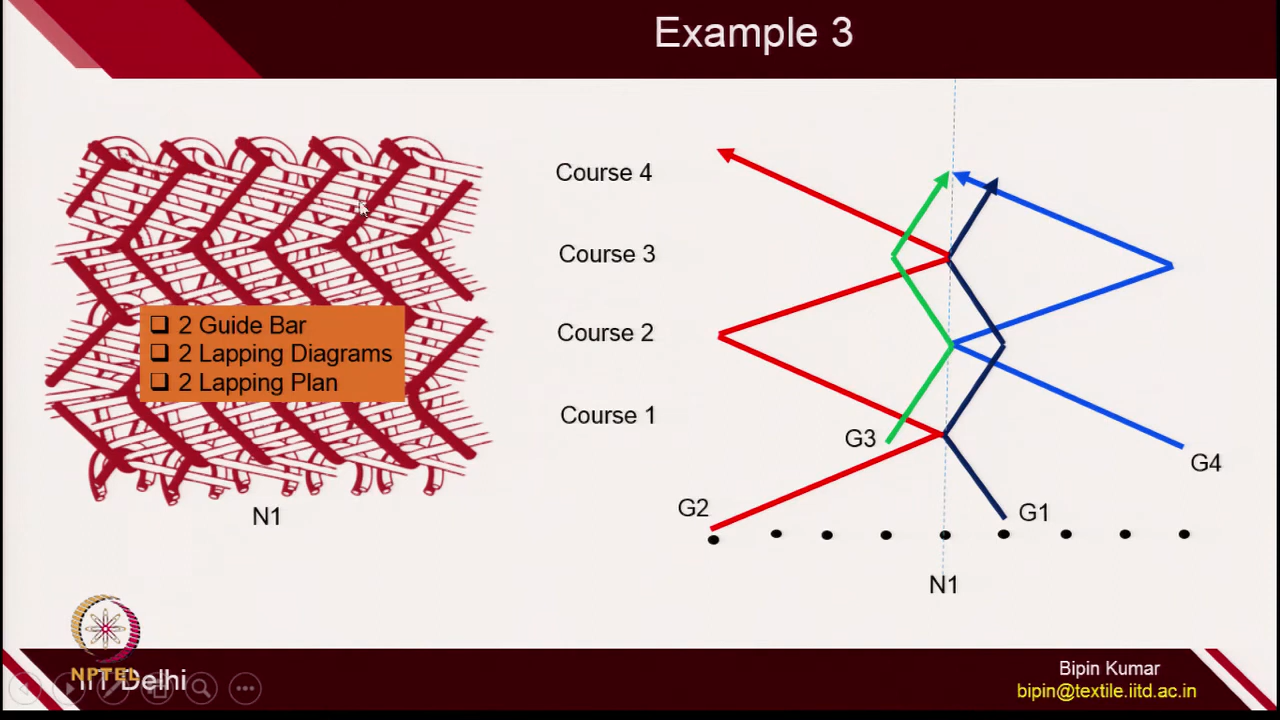 Example 3
❑ 2 Guide Bar
❑ 2 Lapping Diagrams
❑ 2 Lapping Plan
N1
Course 4
Course 3
Course 2
Course 1
G3
G4
G2
G1
N1
NPTEL
IIT Delhi
Bipin Kumar
bipin@textile.iitd.ac.in